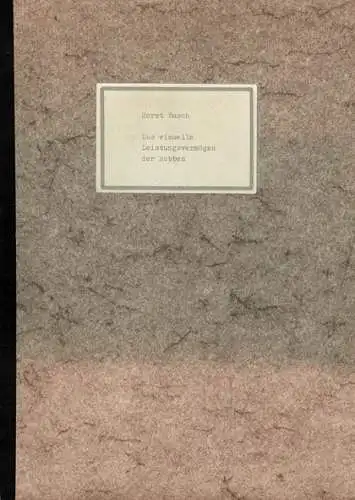 Horst Busch
Das visuelle
Leistungsvermögen
der Robben